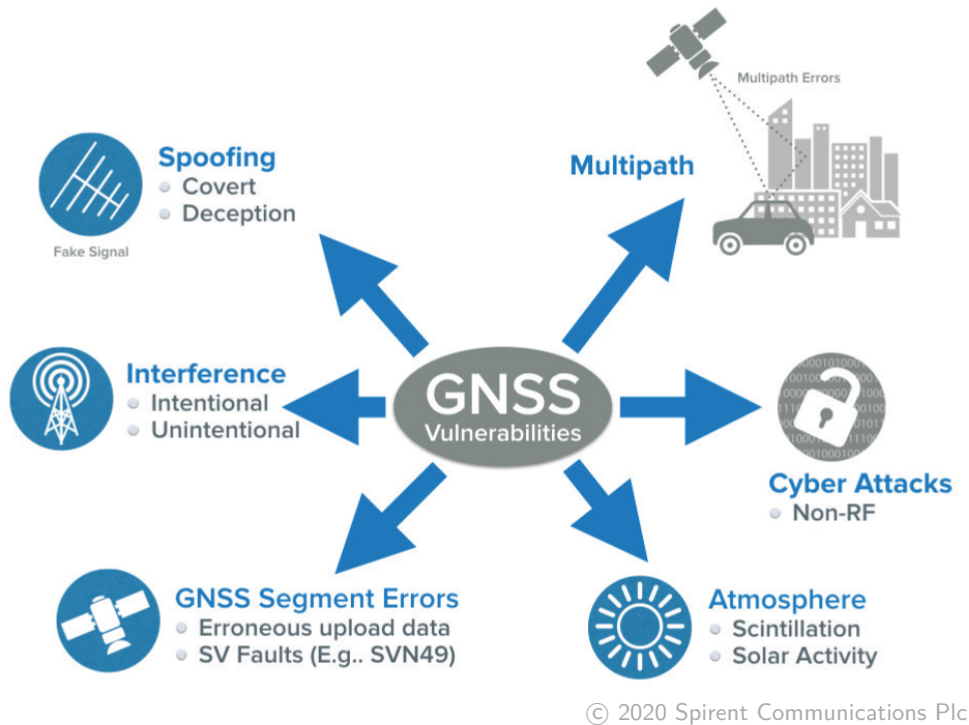 Multipath Errors
Spoofing
Covert
Deception
Fake Signal
Multipath
Interference
Intentional
Unintentional
GNSS
Vulnerabilities
Cyber Attacks
Non-RF
GNSS Segment Errors
Erroneous upload data
SV Faults (E.g.. SVN49)
Atmosphere
Scintillation
Solar Activity
© 2020 Spirent Communications Plc